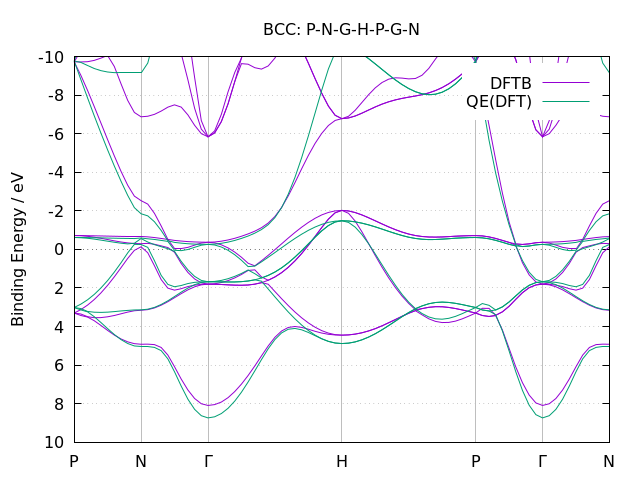 BCC: P-N-G-H-P-G-N
Binding Energy / eV
-10
-8
-6
-4
-2
0
2
4
6
8
10
DFTB
QE(DFT)
P N Γ H P Γ N